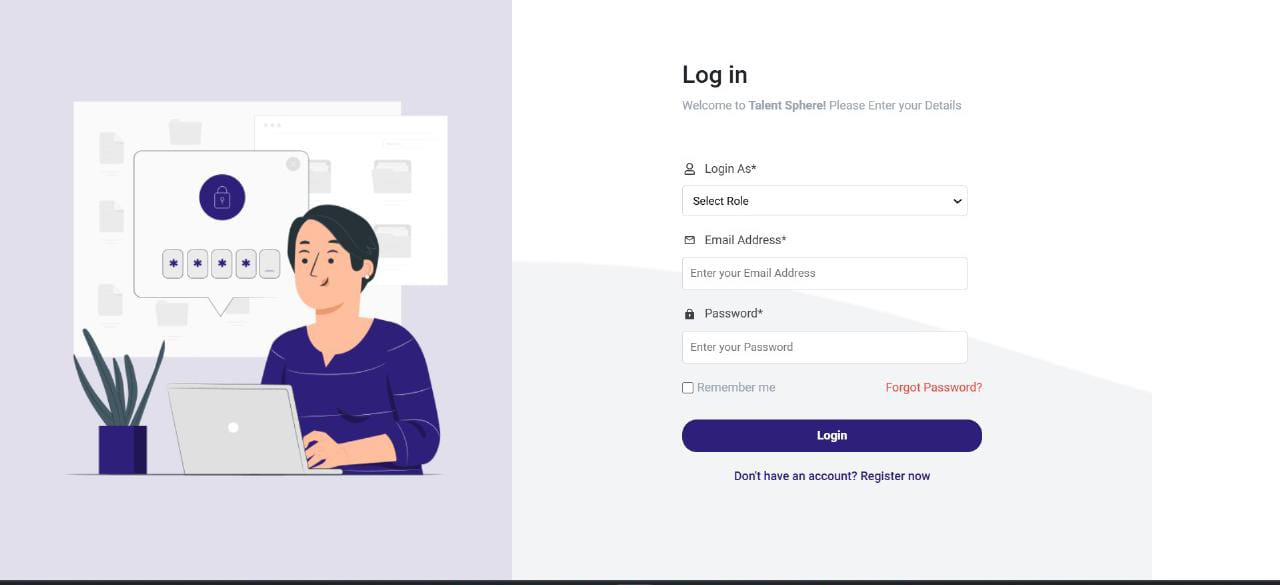 Log in
Welcome to Talent Sphere! Please Enter your Details
Login As*
Select Role
Email Address*
Enter your Email Address
Password*
Enter your Password
Remember me
Forgot Password?
Login
Don't have an account? Register now
* * * * _